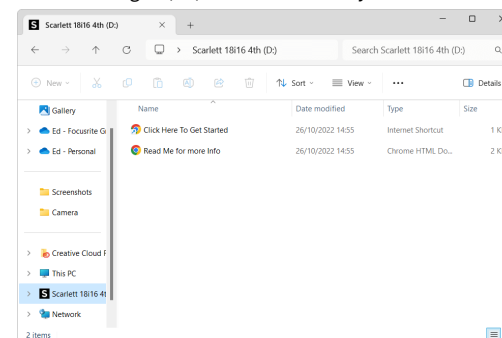 Scarlett 18i16 4th (D:)
Scarlett 18i16 4th (D:)
Search Scarlett 18i16 4th (D:)
New
Sort
View
Details
Gallery
Name
Date modified
Type
Size
Ed - Focusrite G
Click Here To Get Started
26/10/2022 14:55
Internet Shortcut
1 K
Ed - Personal
Read Me for more Info
26/10/2022 14:55
Chrome HTML Do...
2 K
Screenshots
Camera
Creative Cloud F
This PC
Scarlett 18i16 4t
Network
2 items